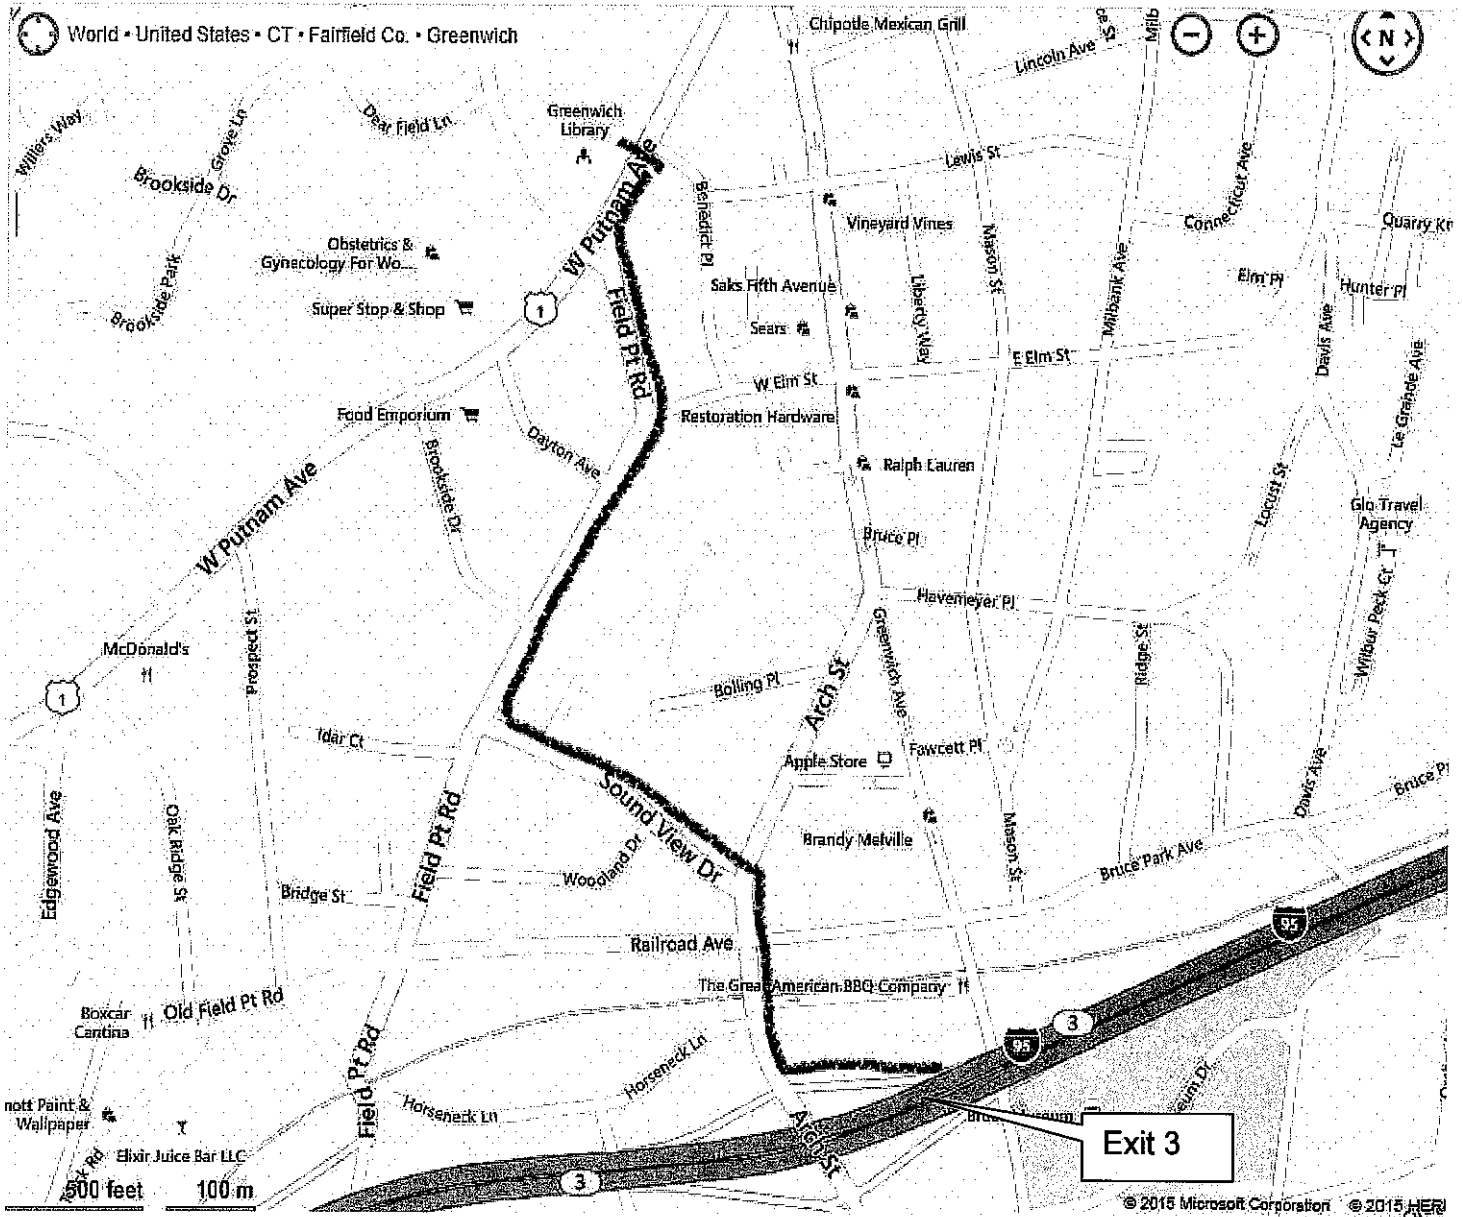 World • United States • CT • Fairfield Co. • Greenwich
Chipotle Mexican Grill
Lincoln Ave
N
Willers Way
Grove Ln
Dear Field Ln
Greenwich
Library
Brookside Dr
Lewis St
Connecticut Ave
Benedict Pl
W Putnam Ave
Vineyard Vines
Mason St
Milbank Ave
Obstetrics &
Gynecology For Wo...
Brookside Park
Super Stop & Shop
1
Field Pt Rd
Saks Fifth Avenue
Sears
Liberty Way
Elm Pl
Hunter Pl
Davis Ave
E Elm St
W Elm St
Le Grande Ave
Food Emporium
Restoration Hardware
Dayton Ave
Brookside Dr
Ralph Lauren
Locust St
Glo Travel
Agency
W Putnam Ave
Bruce Pl
Havemeyer Pl
Wilbur Peck Ct
McDonald's
Prospect St
Greenwich Ave
Ridge St
1
Bolling Pl
Arch St
Idar Ct
Apple Store
Fawcett Pl
Sound View Dr
Davis Ave
Edgewood Ave
Oak Ridge St
Field Pt Rd
Woodland Dr
Brandy Melville
Mason St
Bruce Park Ave
Bridge St
Railroad Ave
95
The Great American BBQ Company
Boxcar
Cantina
Old Field Pt Rd
3
95
Field Pt Rd
Horseneck Ln
Horseneck Ln
nott Paint &
Wallpaper
Arch St
Museum
eum Dr
Exit 3
Elixir Juice Bar LLC
3
500 feet
100 m
© 2015 Microsoft Corporation
© 2015 HERE